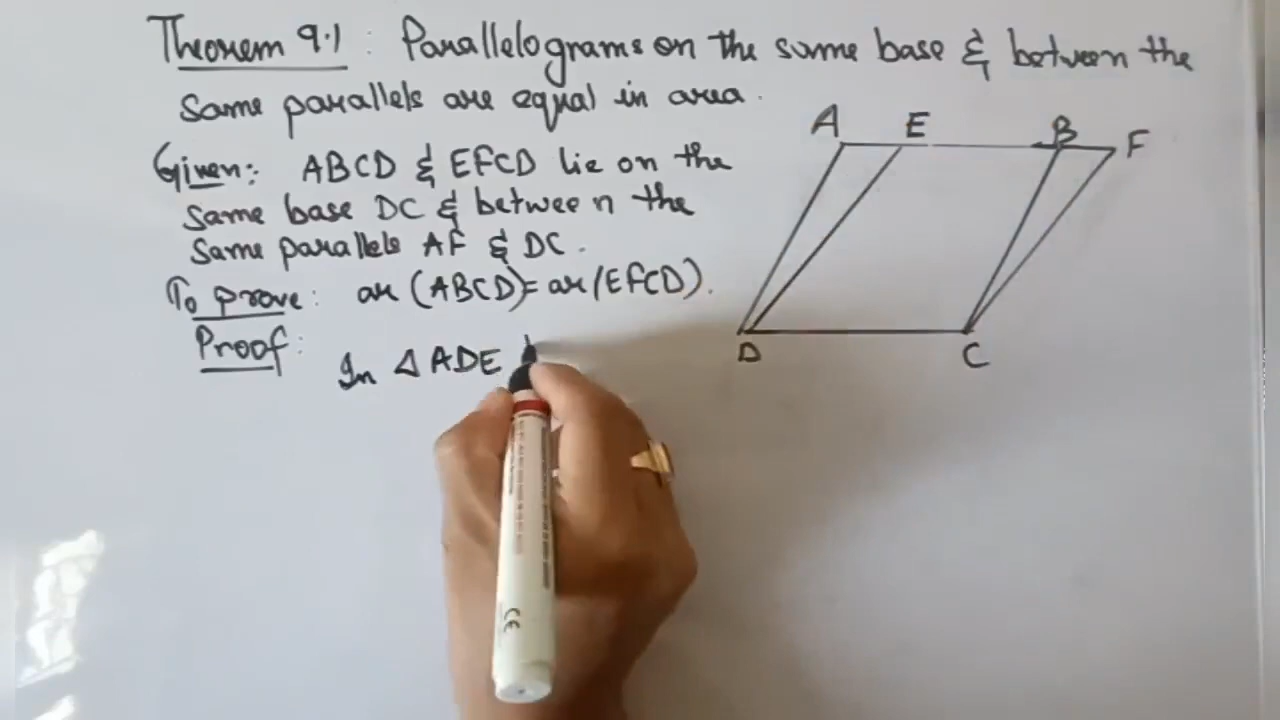 Theorem 9.1 : Parallelograms on the same base & between the
same parallels are equal in area.
Given: ABCD & EFCD lie on the
same base DC & between the
same parallels AF & DC.
To prove: ar (ABCD) = ar (EFCD).
Proof:
In △ ADE
A E B F
D C
CE